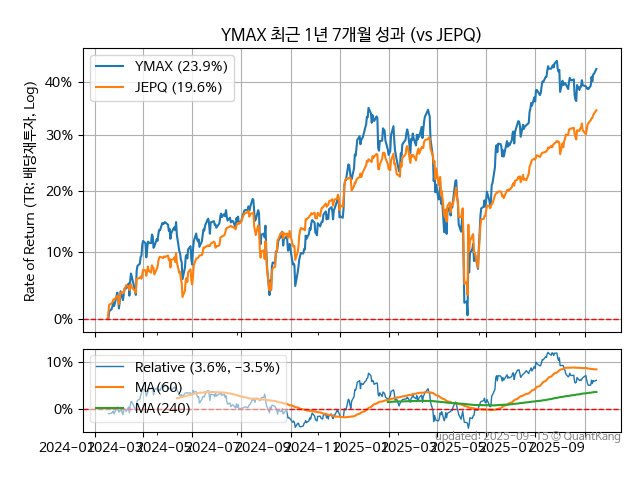 YMAX 최근 1년 7개월 성과 (vs JEPQ)
Rate of Return (TR: 배당재투자, Log)
40%
30%
20%
10%
0%
YMAX (23.9%)
JEPQ (19.6%)
10%
0%
Relative (3.6%, -3.5%)
MA(60)
MA(240)
2024-01
2024-03
2024-05
2024-07
2024-09
2024-11
2025-01
2025-03
2025-05
2025-07
2025-09
updated: 2025-09-15 © QuantKang